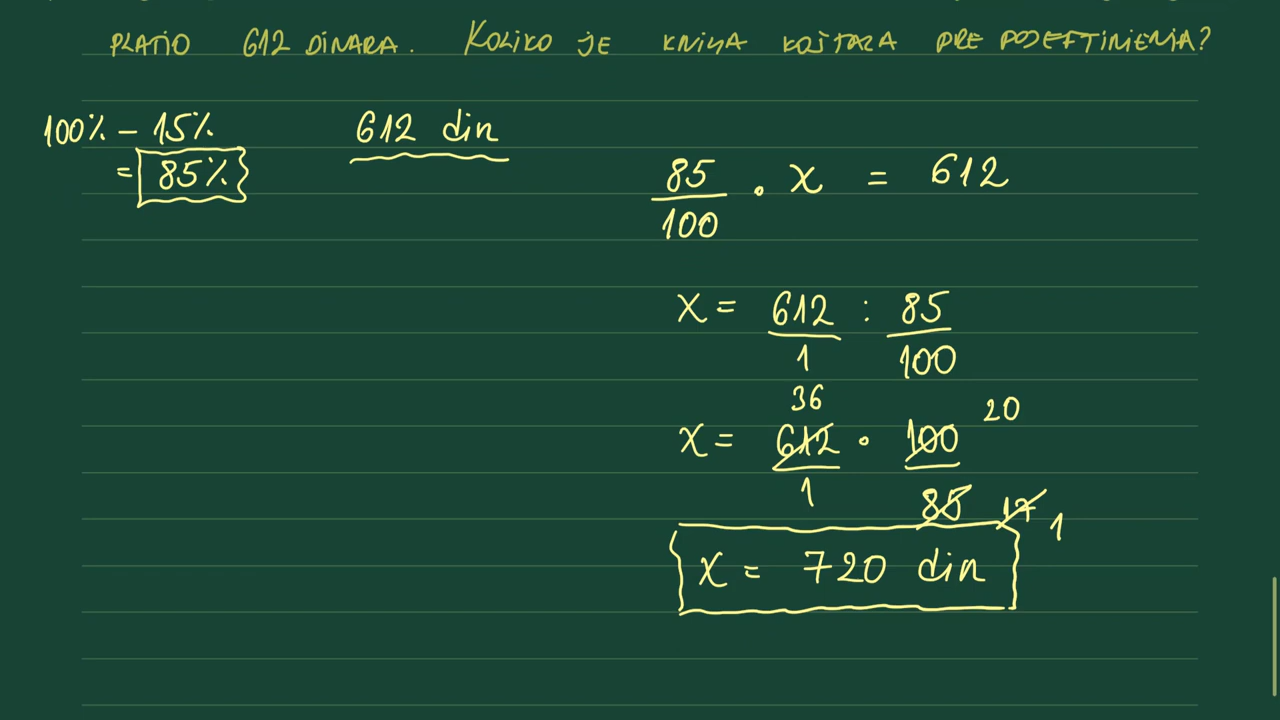 PLATIO 612 DINARA. KOLIKO JE KNJIGA KOŠTALA PRE POJEFTINJENJA?
100% - 15%
= 85%
612 din
85/100 · x = 612
x = 612/1 : 85/100
36 20
x = 612/1 · 100/85 17 1
x = 720 din